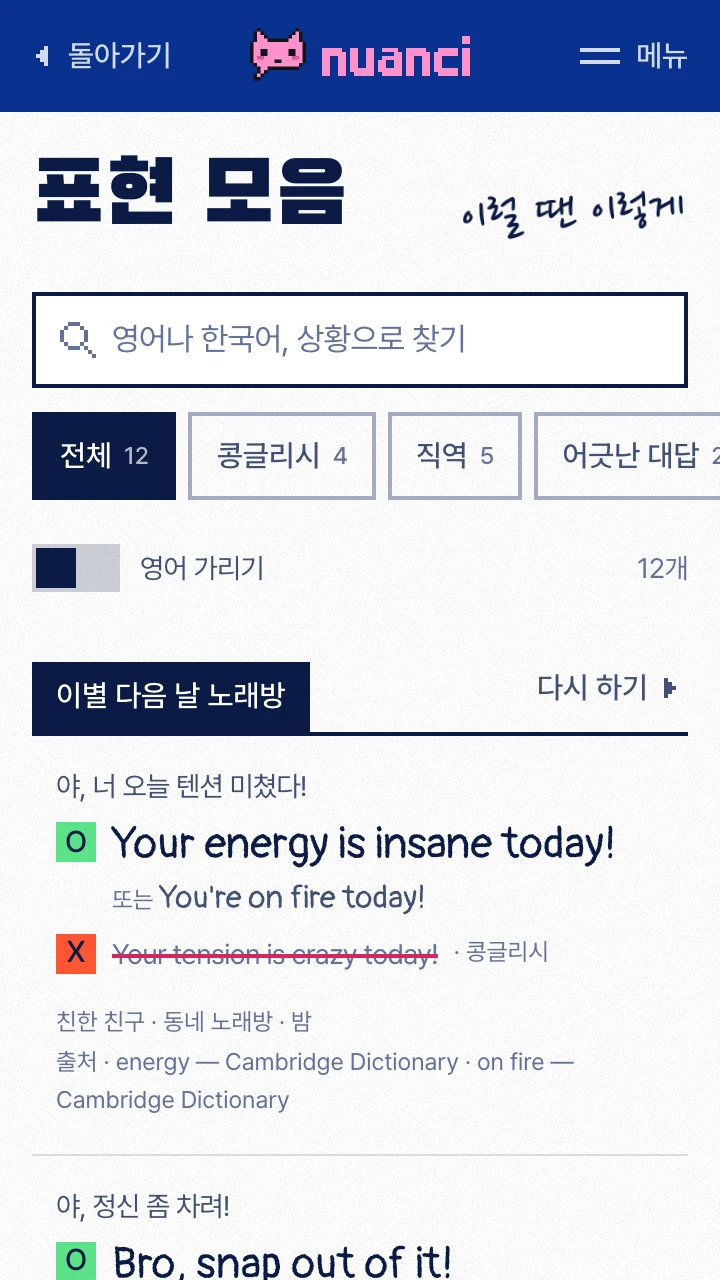 돌아가기
nuanci
메뉴
표현 모음
이럴 땐 이렇게
영어나 한국어, 상황으로 찾기
전체 12
콩글리시 4
직역 5
어긋난 대답
영어 가리기
12개
이별 다음 날 노래방
다시 하기
야, 너 오늘 텐션 미쳤다!
O Your energy is insane today!
또는 You're on fire today!
X Your tension is crazy today! · 콩글리시
친한 친구 · 동네 노래방 · 밤
출처 · energy — Cambridge Dictionary · on fire —
Cambridge Dictionary
야, 정신 좀 차려!
O Bro, snap out of it!